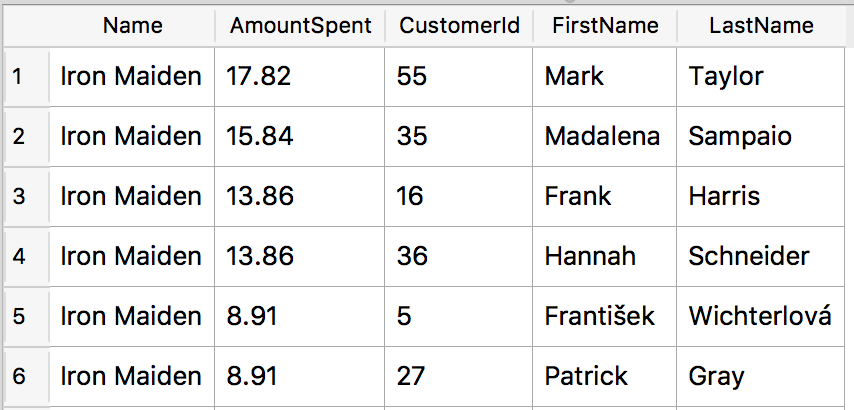 Name AmountSpent CustomerId FirstName LastName
1 Iron Maiden 17.82 55 Mark Taylor
2 Iron Maiden 15.84 35 Madalena Sampaio
3 Iron Maiden 13.86 16 Frank Harris
4 Iron Maiden 13.86 36 Hannah Schneider
5 Iron Maiden 8.91 5 František Wichterlová
6 Iron Maiden 8.91 27 Patrick Gray